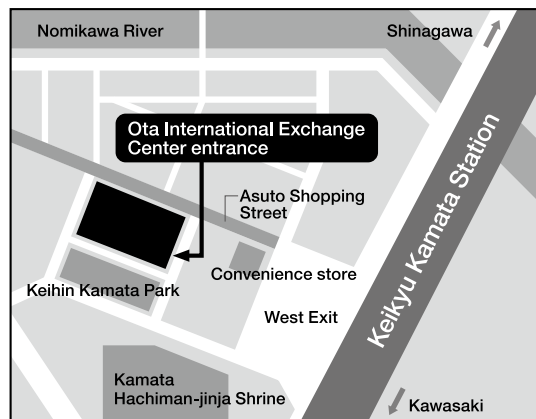 Nomikawa River
Shinagawa
Ota International Exchange
Center entrance
Asuto Shopping
Street
Keikyu Kamata Station
Convenience store
Keihin Kamata Park
West Exit
Kamata
Hachiman-jinja Shrine
Kawasaki